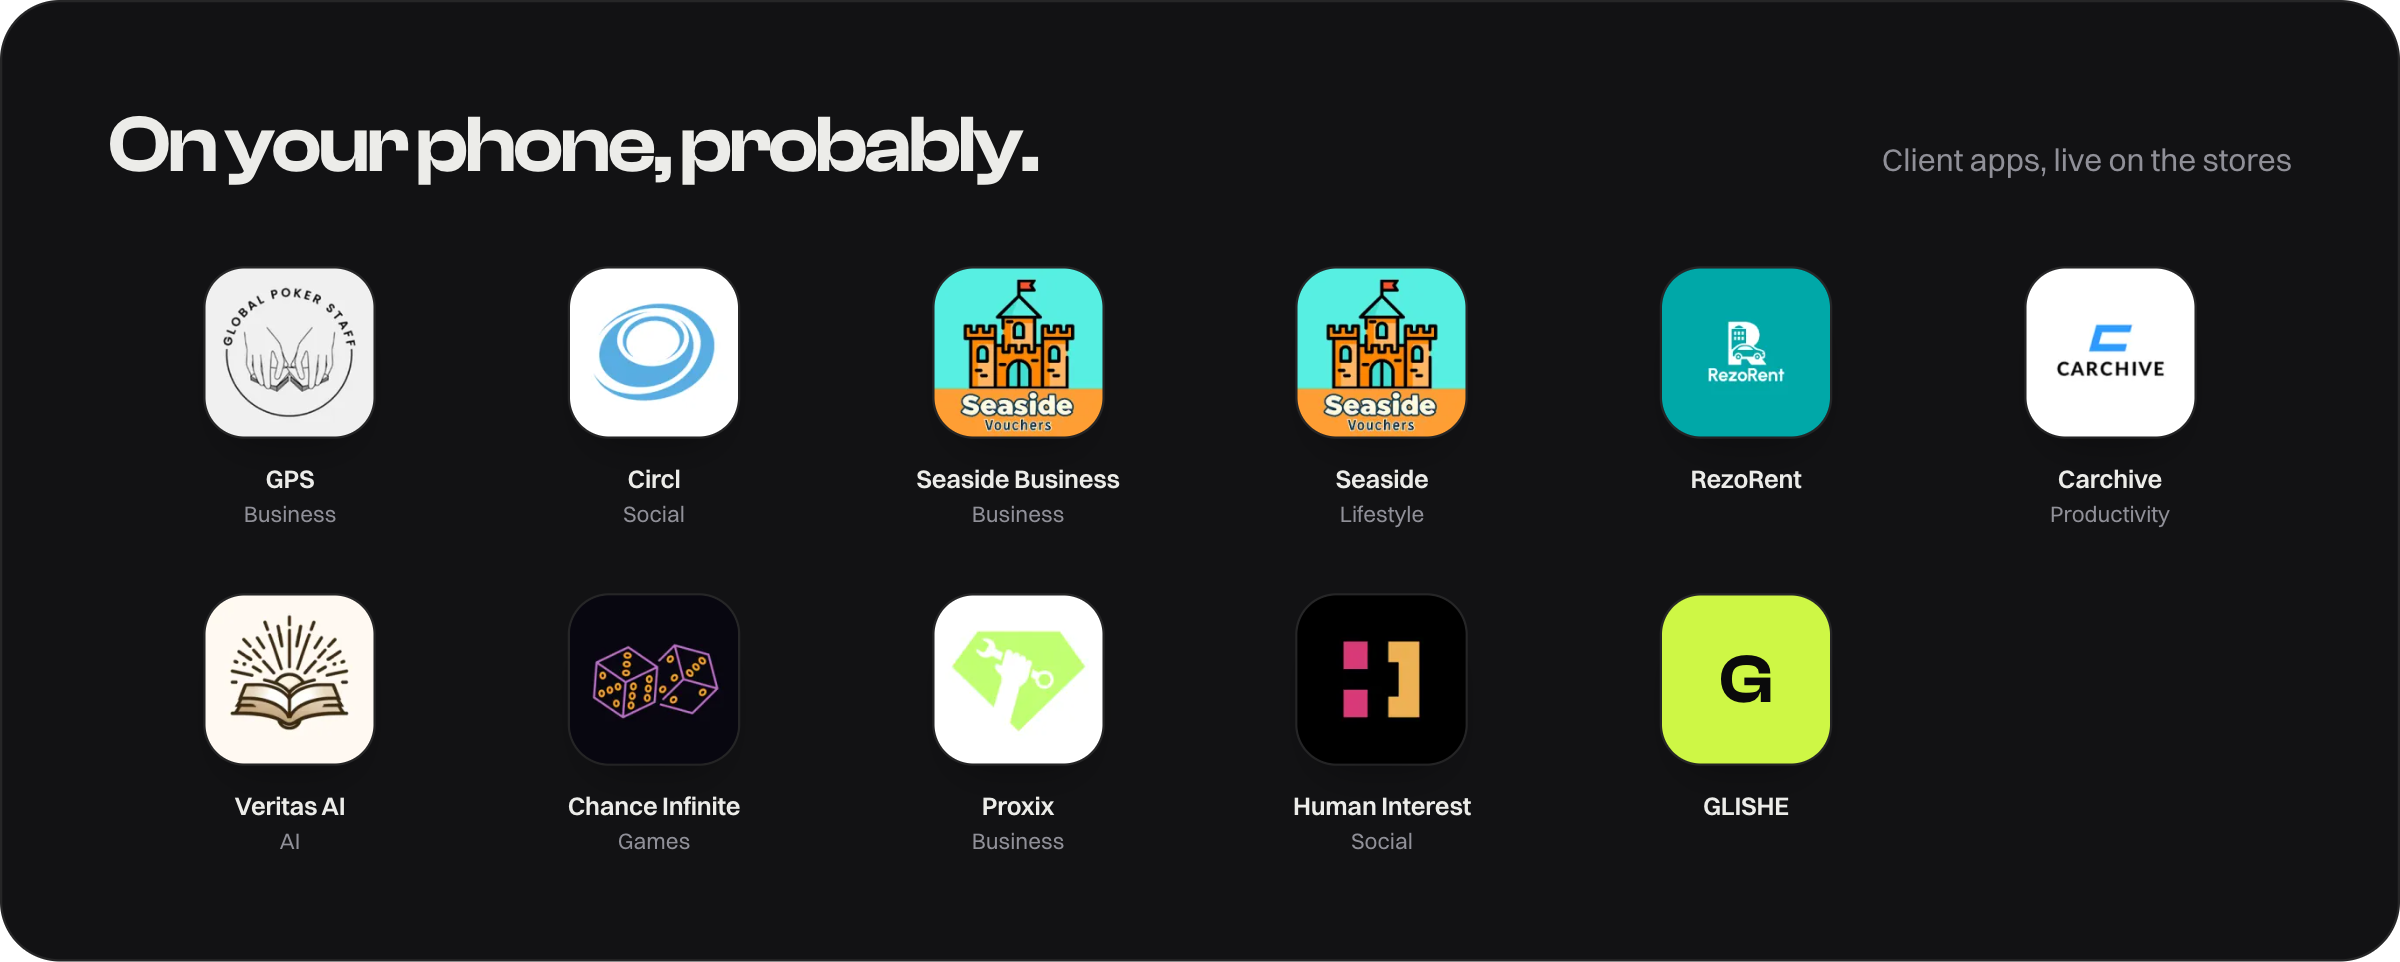 On your phone, probably.
Client apps, live on the stores
GLOBAL POKER STAFF
Seaside
Vouchers
Seaside
Vouchers
R
RezoRent
CARCHIVE
GPS
Circl
Seaside Business
Seaside
RezoRent
Carchive
Business
Social
Business
Lifestyle
Productivity
G
Veritas AI
Chance Infinite
Proxix
Human Interest
GLISHE
AI
Games
Business
Social